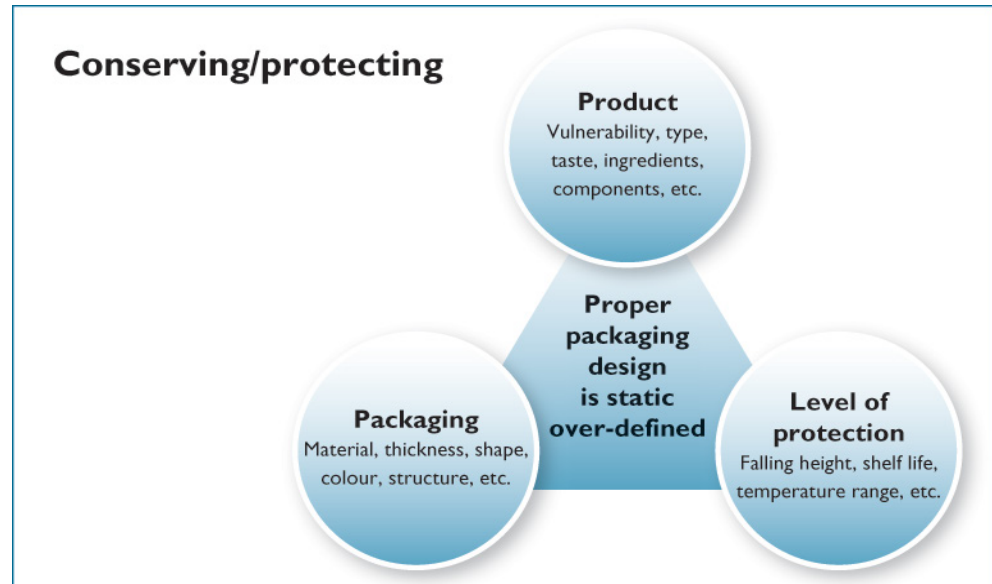 Conserving/protecting
Product
Vulnerability, type,
taste, ingredients,
components, etc.
Proper
packaging
design
is static
over-defined
Packaging
Material, thickness, shape,
colour, structure, etc.
Level of
protection
Falling height, shelf life,
temperature range, etc.